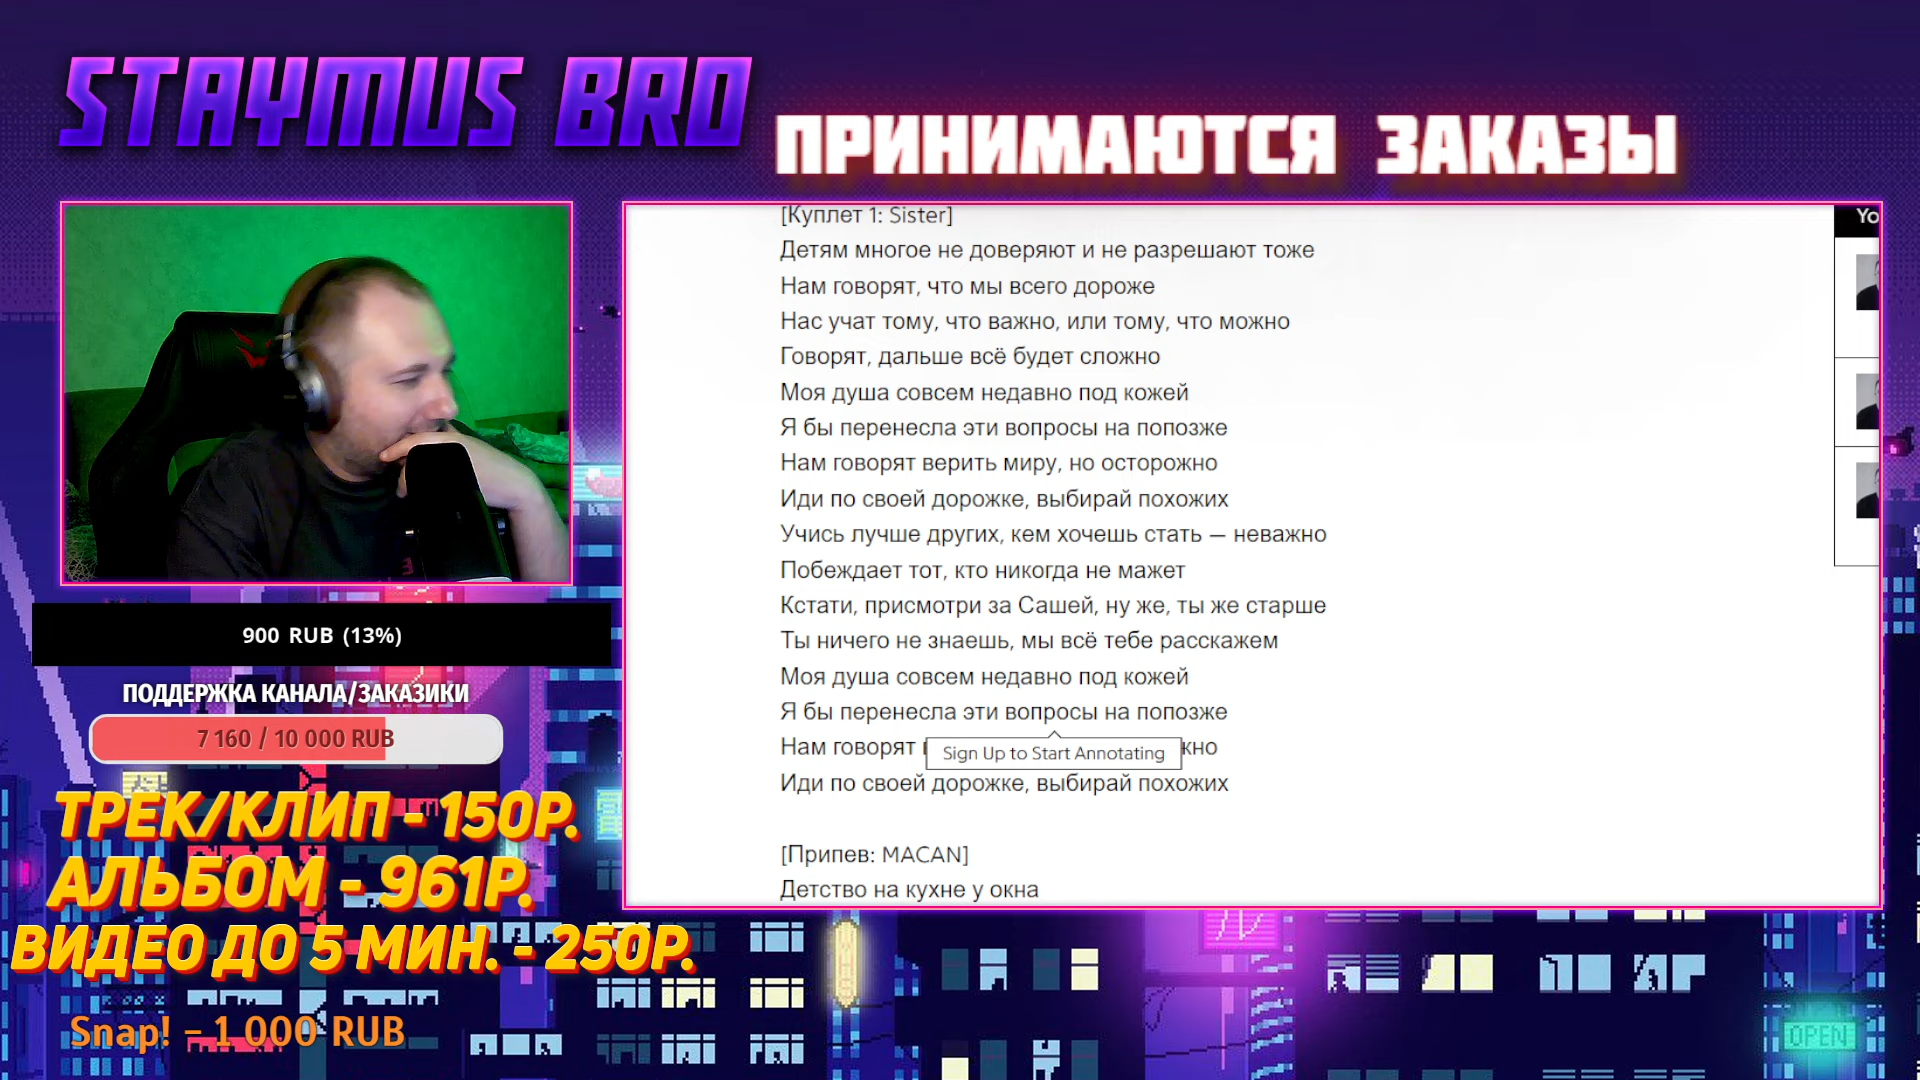 STAYMUS BRO
ПРИНИМАЮТСЯ ЗАКАЗЫ
[Куплет 1: Sister]
Детям многое не доверяют и не разрешают тоже
Нам говорят, что мы всего дороже
Нас учат тому, что важно, или тому, что можно
Говорят, дальше всё будет сложно
Моя душа совсем недавно под кожей
Я бы перенесла эти вопросы на попозже
Нам говорят верить миру, но осторожно
Иди по своей дорожке, выбирай похожих
Учись лучше других, кем хочешь стать — неважно
Побеждает тот, кто никогда не мажет
Кстати, присмотри за Сашей, ну же, ты же старше
Ты ничего не знаешь, мы всё тебе расскажем
Моя душа совсем недавно под кожей
Я бы перенесла эти вопросы на попозже
Нам говорят
Sign Up to Start Annotating
Иди по своей дорожке, выбирай похожих
[Припев: MACAN]
Детство на кухне у окна
Yo
900 RUB (13%)
ПОДДЕРЖКА КАНАЛА/ЗАКАЗИКИ
7 160 / 10 000 RUB
ТРЕК/КЛИП - 150Р.
АЛЬБОМ - 961Р.
ВИДЕО ДО 5 МИН. - 250Р.
Snap! – 1 000 RUB
OPEN